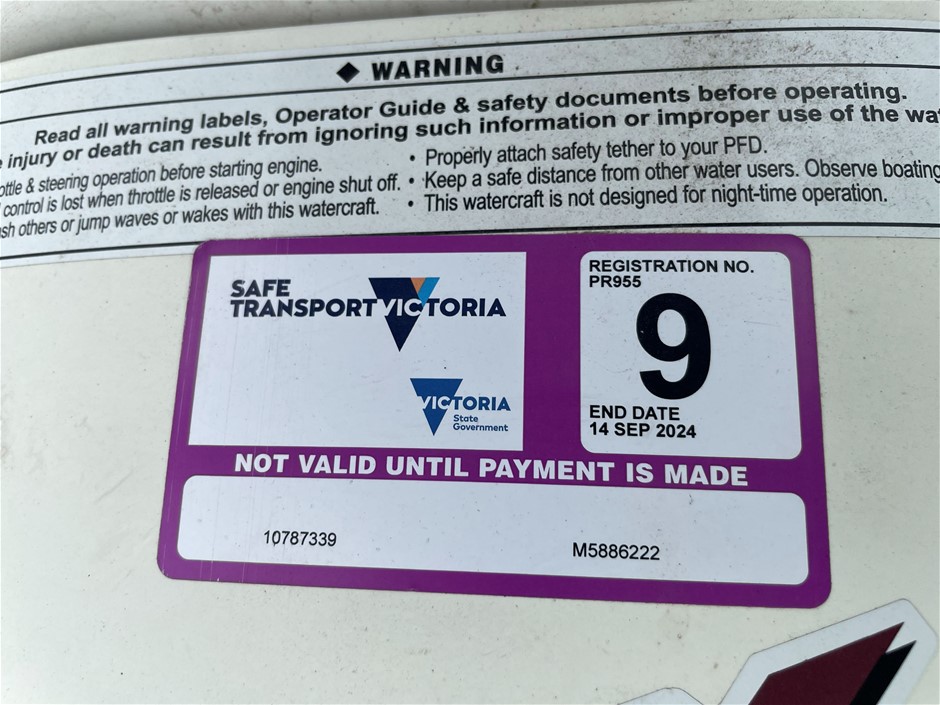 WARNING
Read all warning labels, Operator Guide & safety documents before operating.
injury or death can result from ignoring such information or improper use of the
& steering operation before starting engine.
control is lost when throttle is released or engine shut off.
others or jump waves or wakes with this watercraft.
• Properly attach safety tether to your PFD.
• Keep a safe distance from other water users. Observe boating
• This watercraft is not designed for night-time operation.
SAFE
TRANSPORT VICTORIA
VICTORIA
State
Government
REGISTRATION NO.
PR955
9
END DATE
14 SEP 2024
NOT VALID UNTIL PAYMENT IS MADE
10787339
M5886222